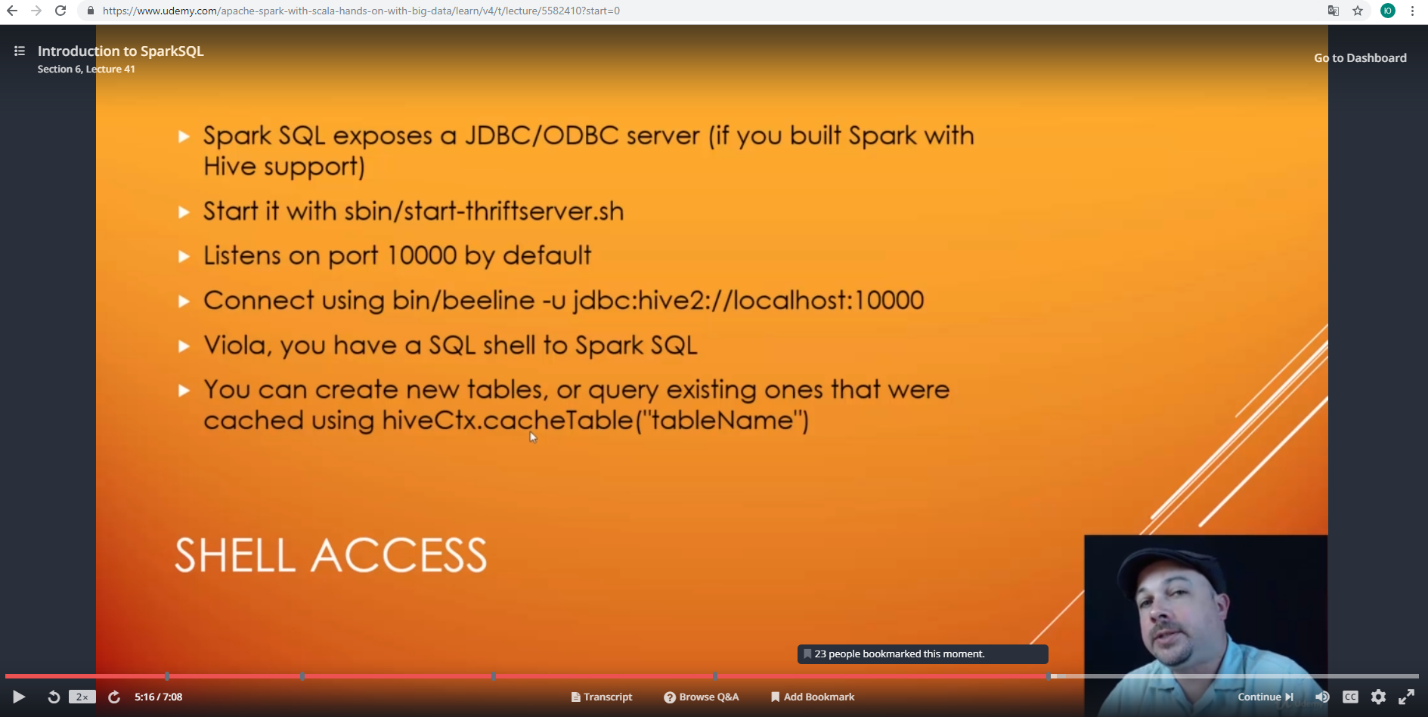 https://www.udemy.com/apache-spark-with-scala-hands-on-with-big-data/learn/v4/t/lecture/5582410?start=0
Ю
Introduction to SparkSQL
Section 6, Lecture 41
Go to Dashboard
Spark SQL exposes a JDBC/ODBC server (if you built Spark with
Hive support)
Start it with sbin/start-thriftserver.sh
Listens on port 10000 by default
Connect using bin/beeline -u jdbc:hive2://localhost:10000
Viola, you have a SQL shell to Spark SQL
You can create new tables, or query existing ones that were
cached using hiveCtx.cacheTable("tableName")
SHELL ACCESS
23 people bookmarked this moment.
2x
5:16 / 7:08
Transcript
Browse Q&A
Add Bookmark
Continue
CC